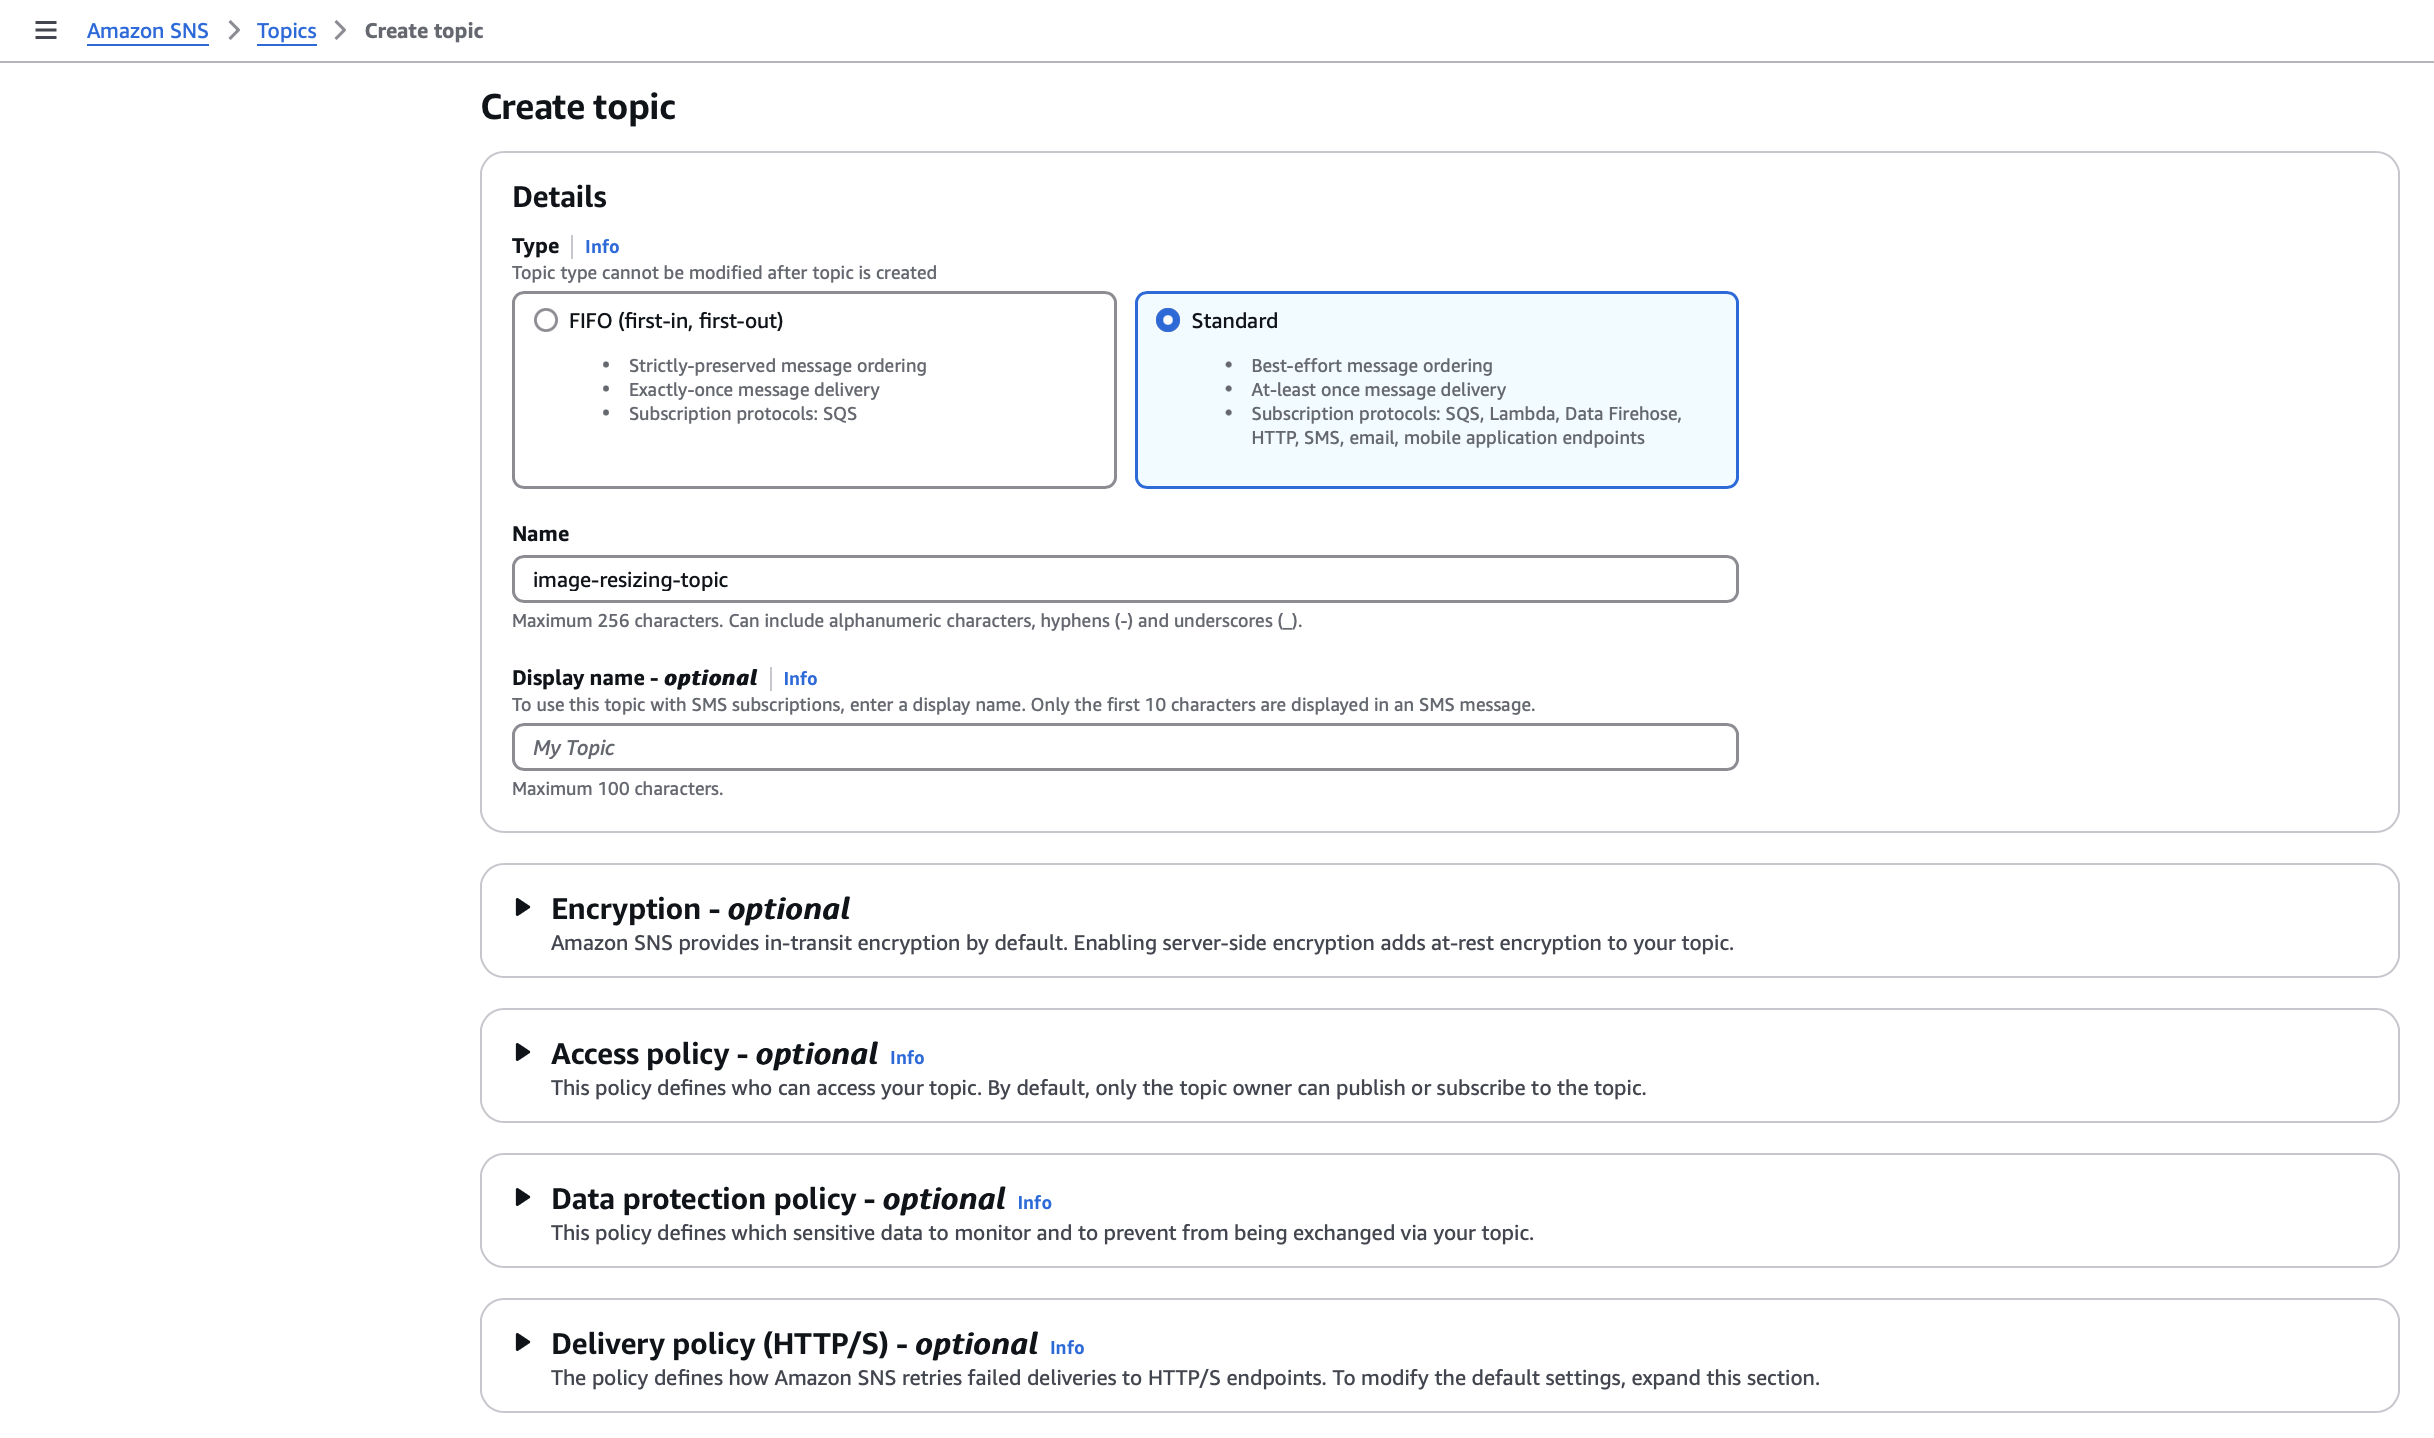 Amazon SNS > Topics > Create topic
Create topic
Details
Type | Info
Topic type cannot be modified after topic is created
FIFO (first-in, first-out)
• Strictly-preserved message ordering
• Exactly-once message delivery
• Subscription protocols: SQS
Standard
• Best-effort message ordering
• At-least once message delivery
• Subscription protocols: SQS, Lambda, Data Firehose,
HTTP, SMS, email, mobile application endpoints
Name
image-resizing-topic
Maximum 256 characters. Can include alphanumeric characters, hyphens (-) and underscores (_).
Display name - optional | Info
To use this topic with SMS subscriptions, enter a display name. Only the first 10 characters are displayed in an SMS message.
My Topic
Maximum 100 characters.
Encryption - optional
Amazon SNS provides in-transit encryption by default. Enabling server-side encryption adds at-rest encryption to your topic.
Access policy - optional Info
This policy defines who can access your topic. By default, only the topic owner can publish or subscribe to the topic.
Data protection policy - optional Info
This policy defines which sensitive data to monitor and to prevent from being exchanged via your topic.
Delivery policy (HTTP/S) - optional Info
The policy defines how Amazon SNS retries failed deliveries to HTTP/S endpoints. To modify the default settings, expand this section.